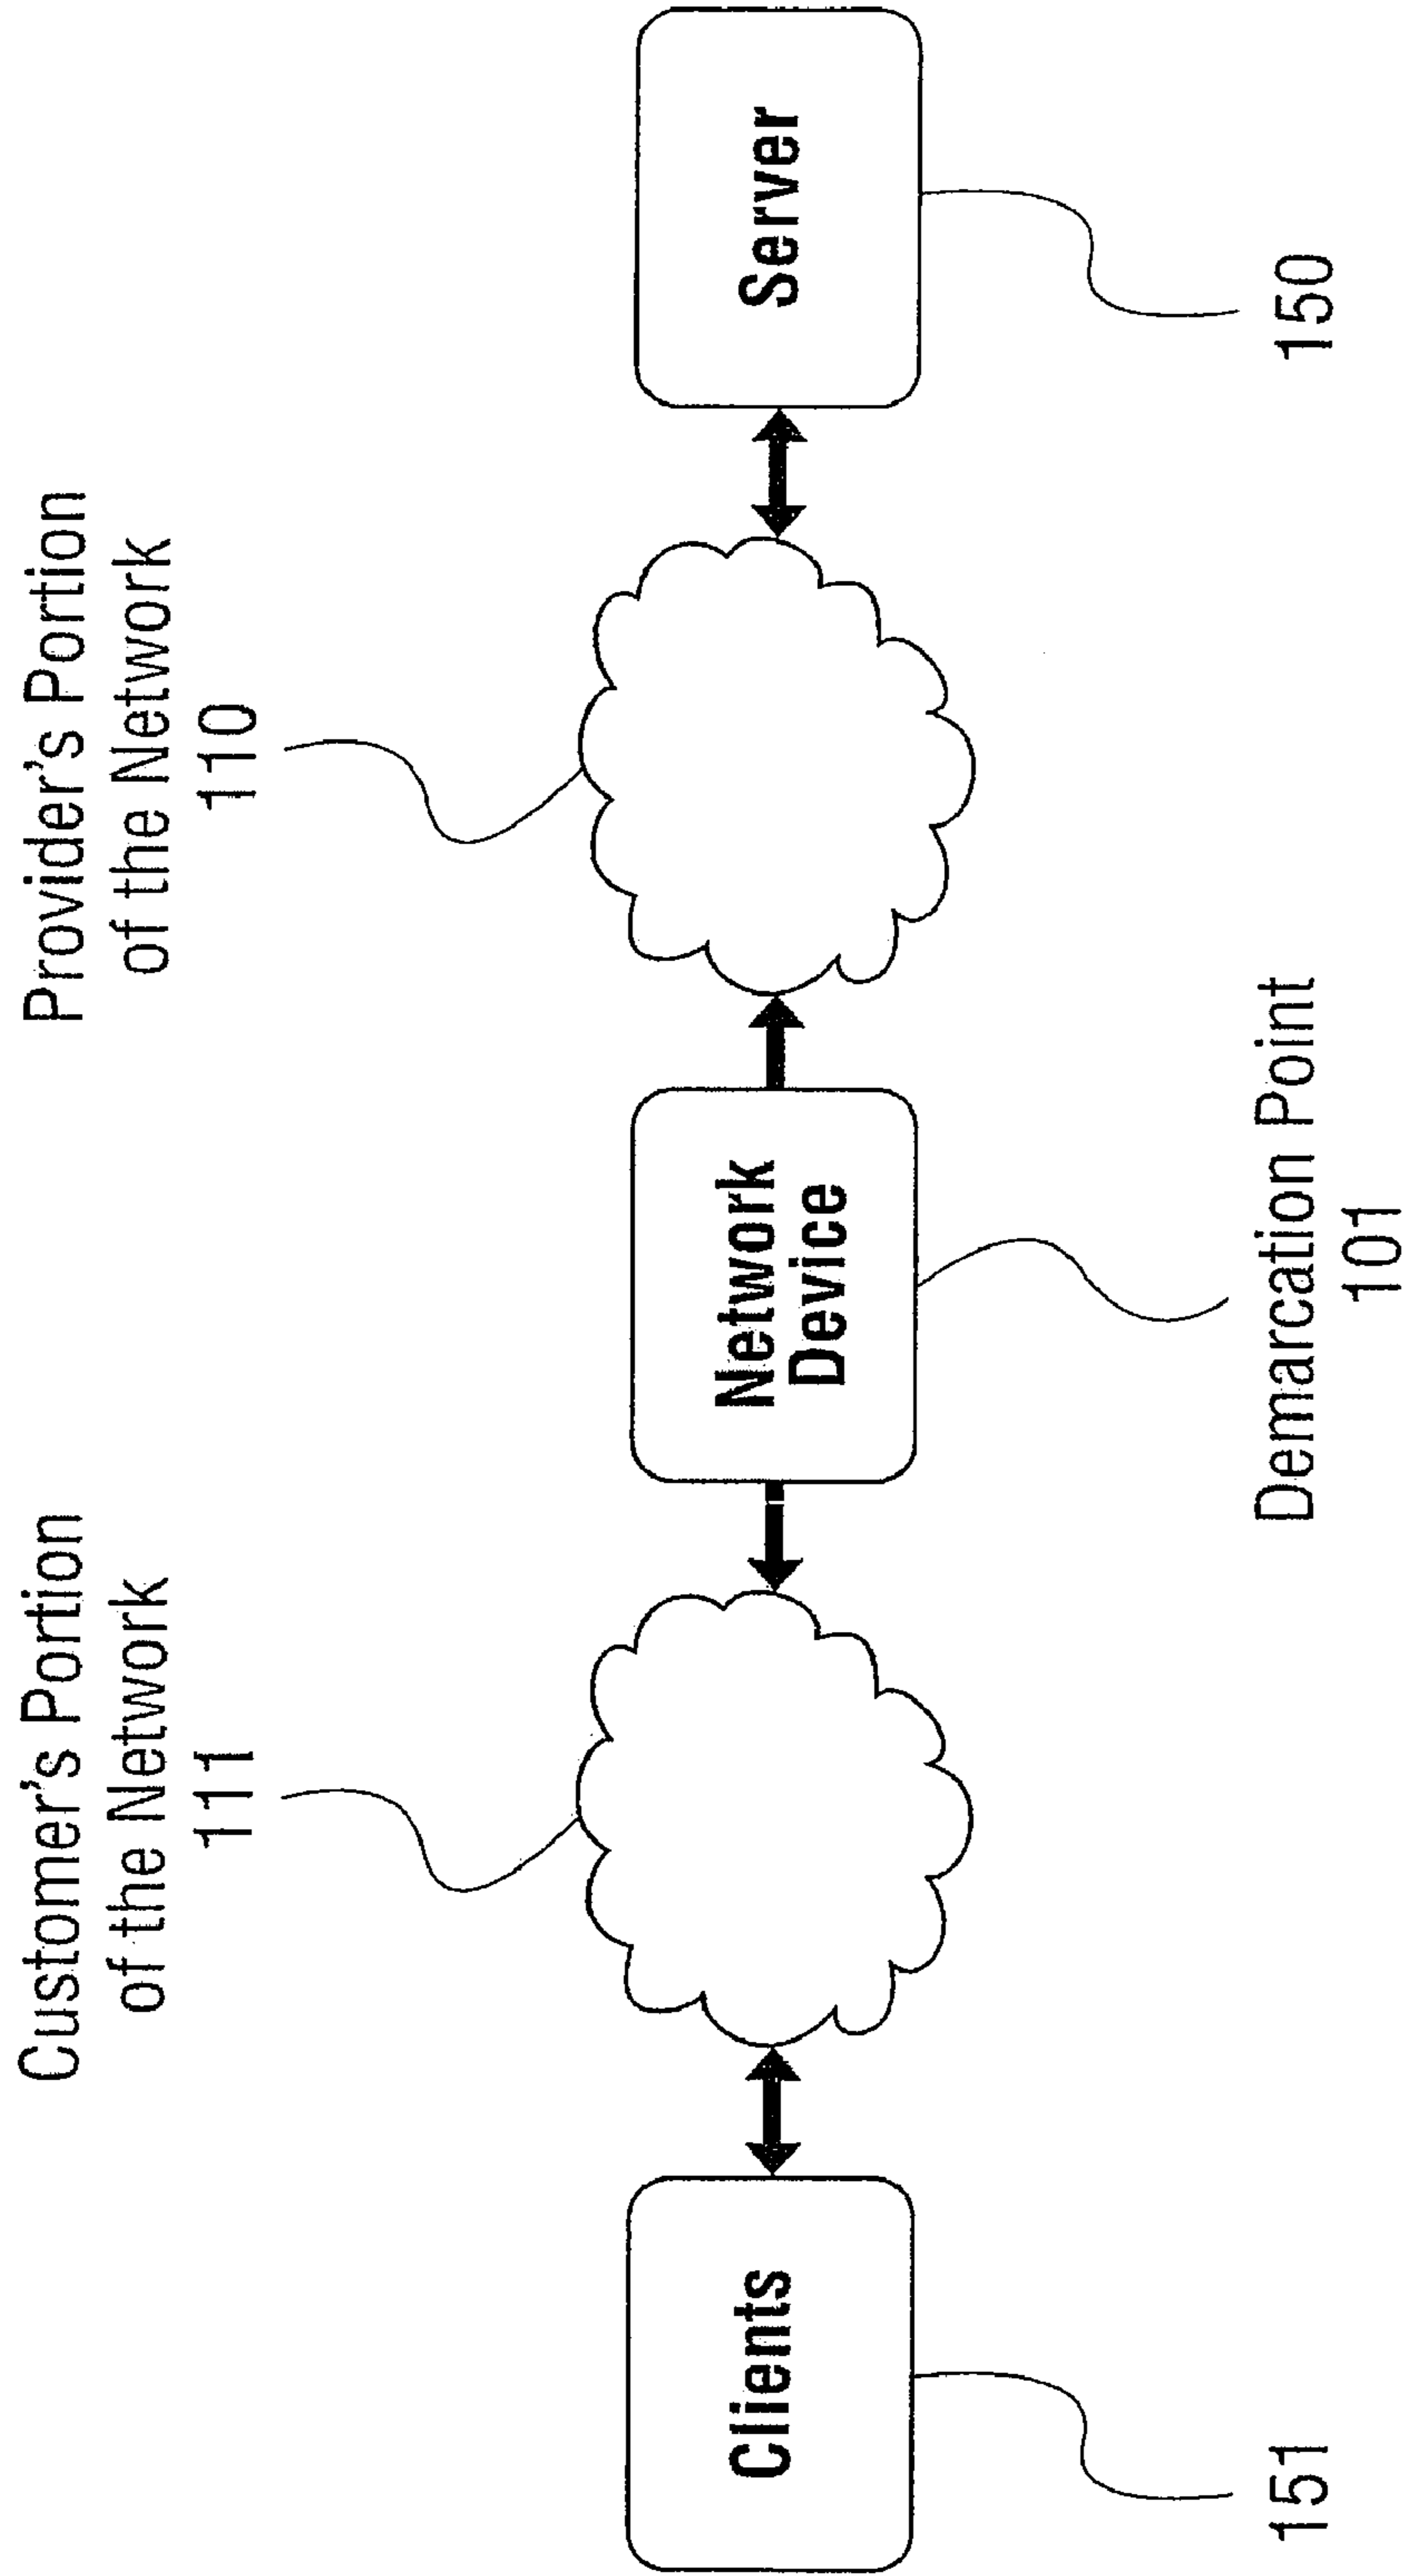 Customer's Portion
of the Network
111
Provider's Portion
of the Network
110
Clients
Network
Device
Server
151
Demarcation Point
101
150